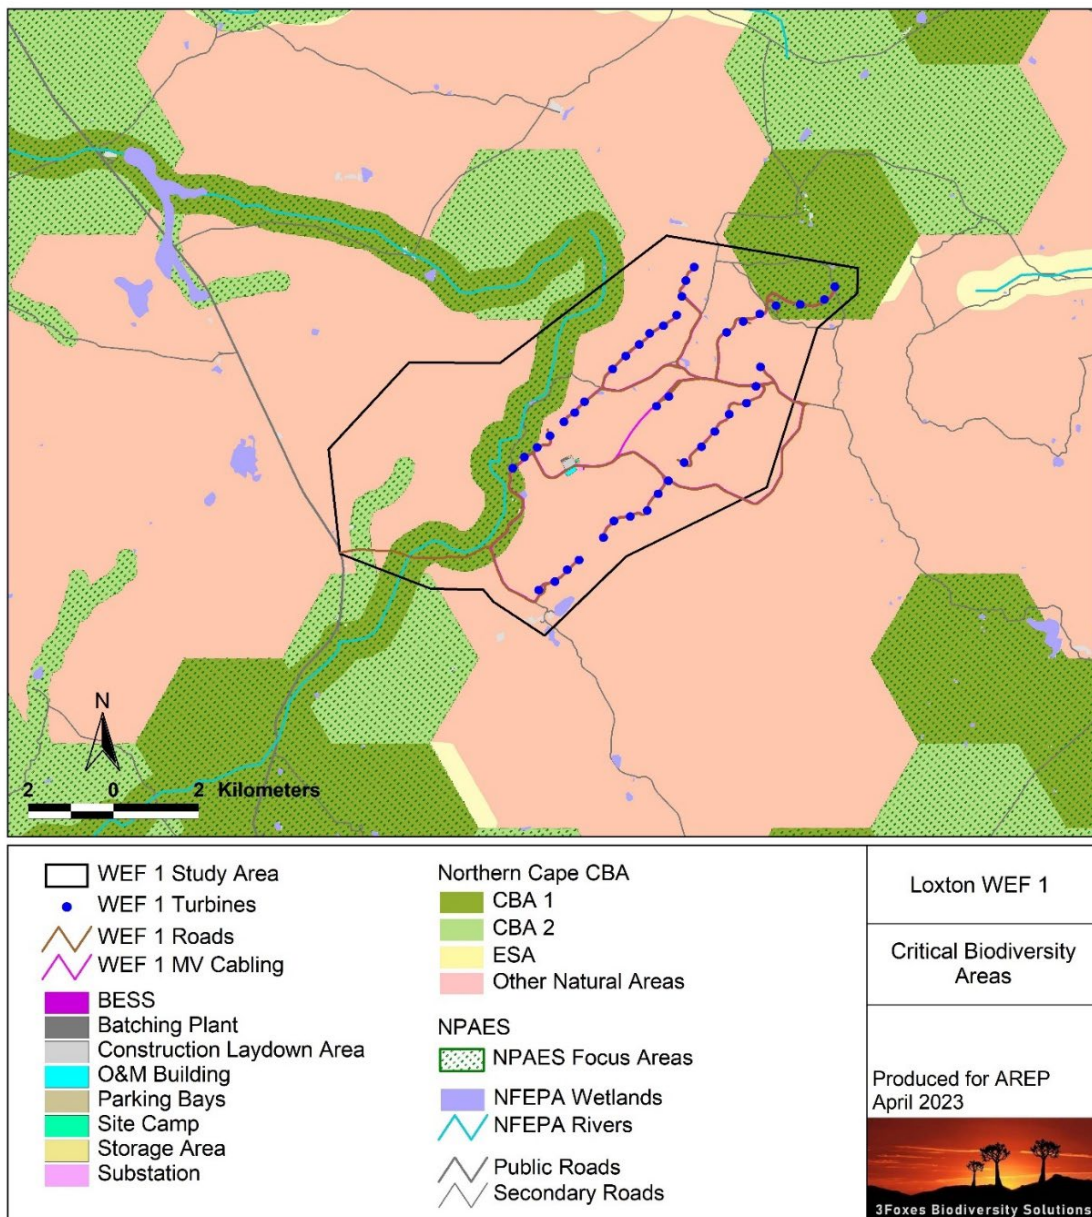 N
2 0 2 Kilometers
WEF 1 Study Area
WEF 1 Turbines
WEF 1 Roads
WEF 1 MV Cabling
BESS
Batching Plant
Construction Laydown Area
O&M Building
Parking Bays
Site Camp
Storage Area
Substation
Northern Cape CBA
CBA 1
CBA 2
ESA
Other Natural Areas
NPAES
NPAES Focus Areas
NFEPA Wetlands
NFEPA Rivers
Public Roads
Secondary Roads
Loxton WEF 1
Critical Biodiversity
Areas
Produced for AREP
April 2023
3Foxes Biodiversity Solutions